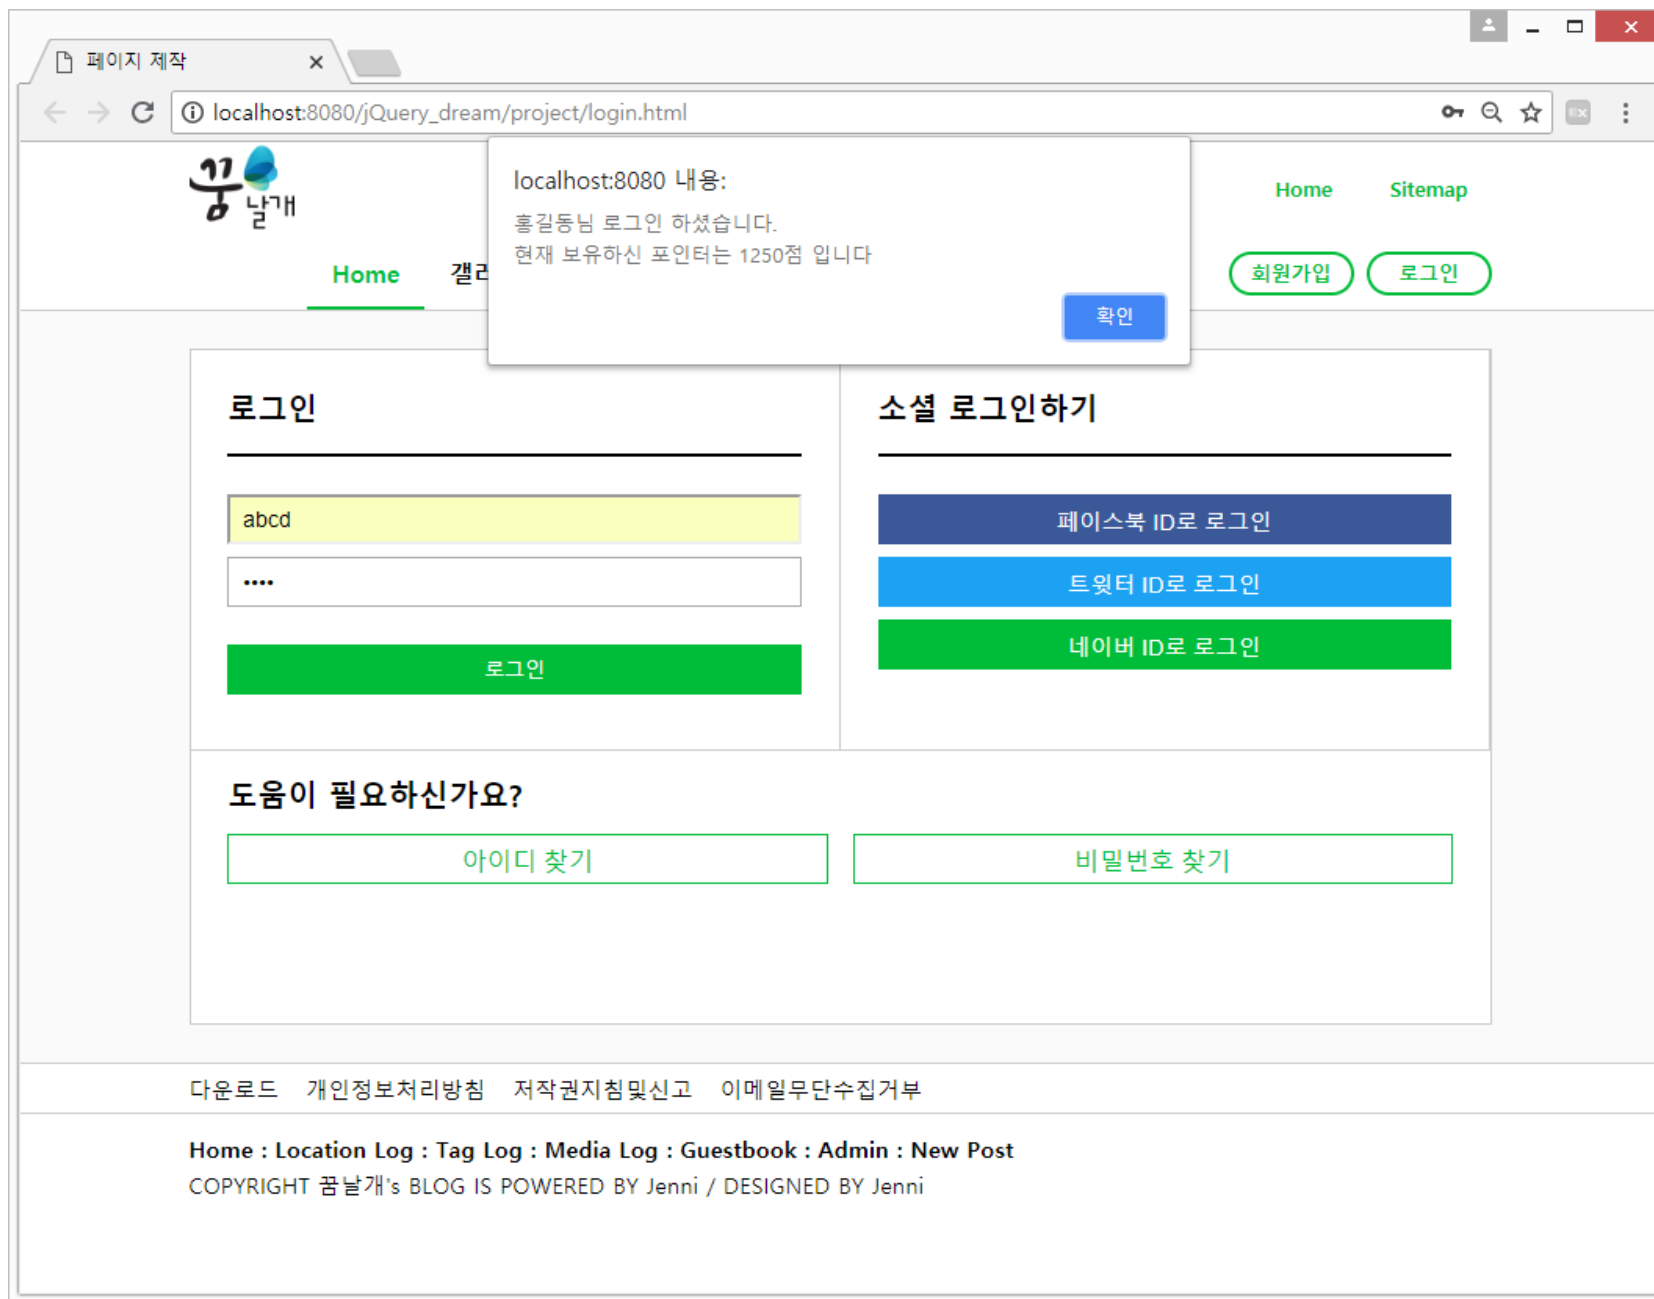 페이지 제작
localhost:8080/jQuery_dream/project/login.html
꿈날개
localhost:8080 내용:
홍길동님 로그인 하셨습니다.
현재 보유하신 포인터는 1250점 입니다
확인
Home Sitemap
Home 갤러
회원가입 로그인
로그인
abcd
••••
로그인
소셜 로그인하기
페이스북 ID로 로그인
트윗터 ID로 로그인
네이버 ID로 로그인
도움이 필요하신가요?
아이디 찾기 비밀번호 찾기
다운로드 개인정보처리방침 저작권지침및신고 이메일무단수집거부
Home : Location Log : Tag Log : Media Log : Guestbook : Admin : New Post
COPYRIGHT 꿈날개's BLOG IS POWERED BY Jenni / DESIGNED BY Jenni